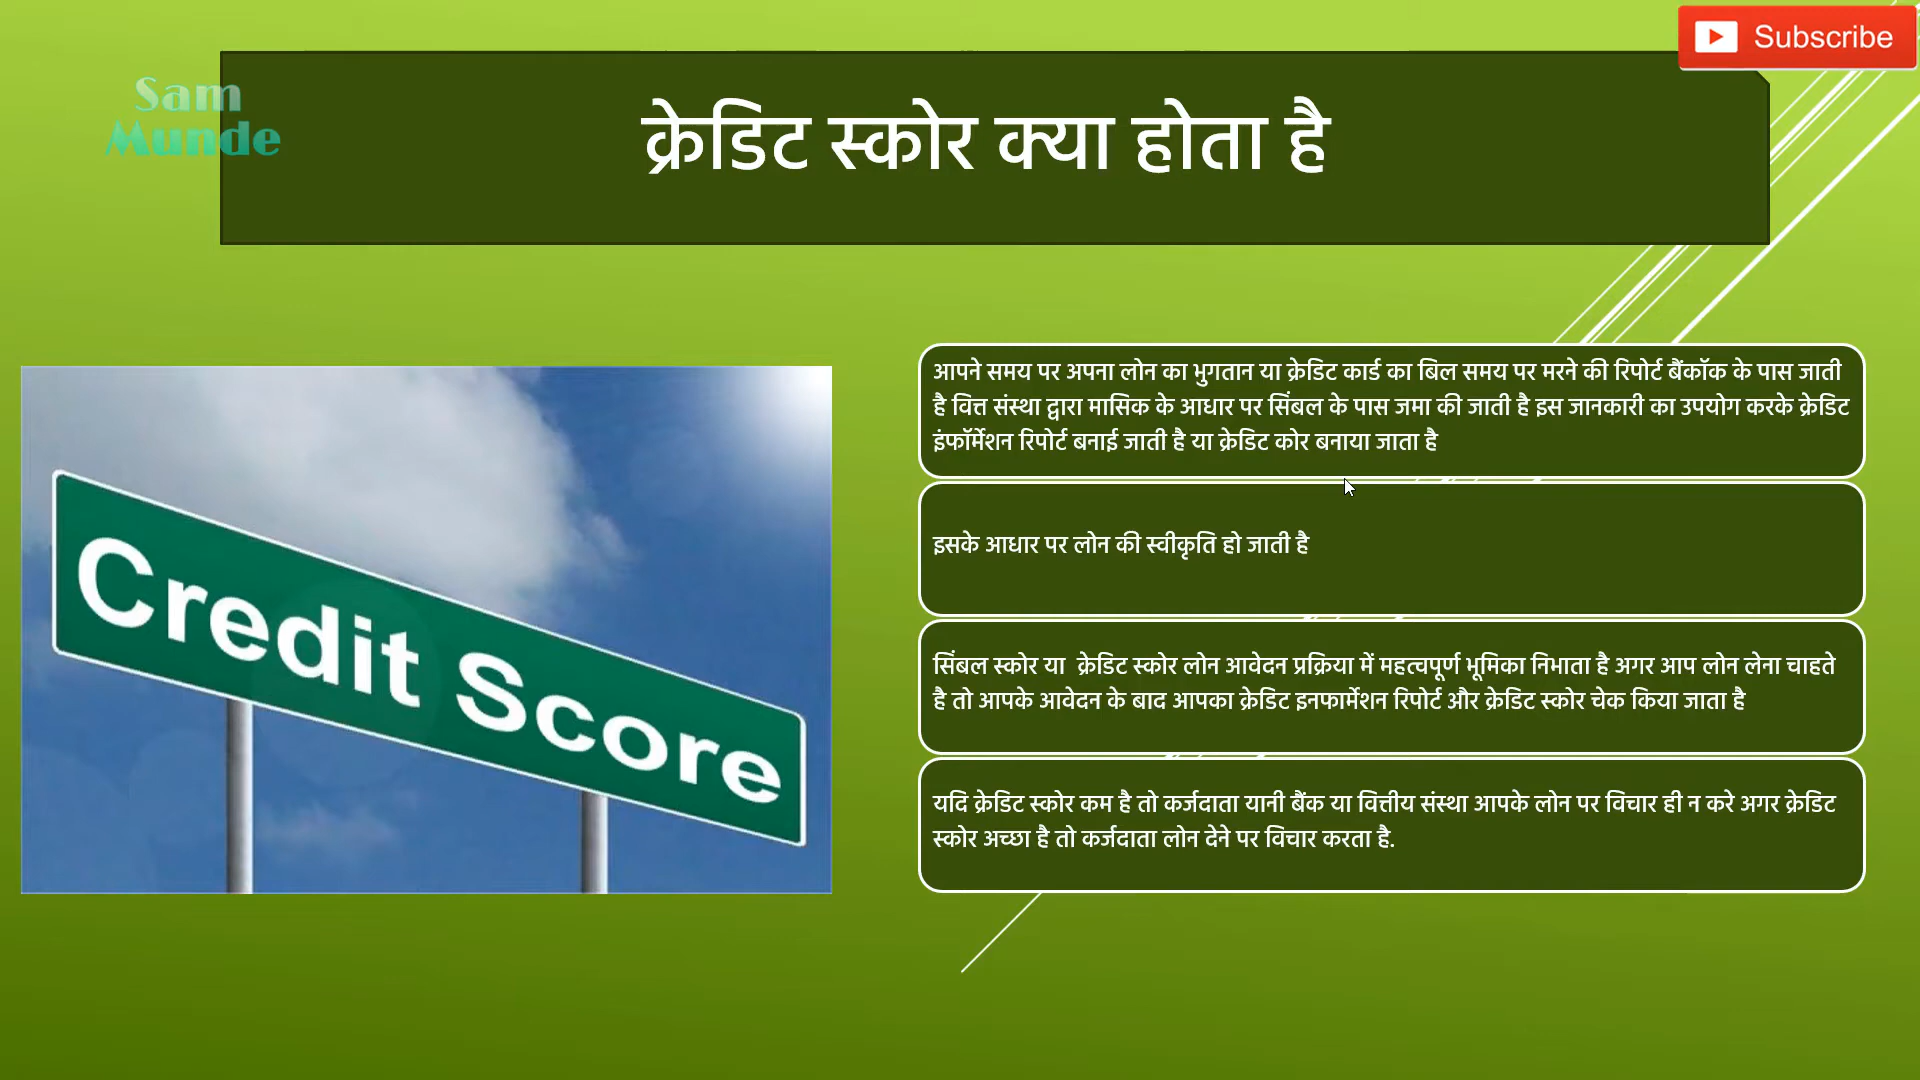 Subscribe
Sam
Munde
क्रेडिट स्कोर क्या होता है
आपने समय पर अपना लोन का भुगतान या क्रेडिट कार्ड का बिल समय पर मरने की रिपोर्ट बैंकॉक के पास जाती
है वित्त संस्था द्वारा मासिक के आधार पर सिंबल के पास जमा की जाती है इस जानकारी का उपयोग करके क्रेडिट
इंफॉर्मेशन रिपोर्ट बनाई जाती है या क्रेडिट कोर बनाया जाता है
इसके आधार पर लोन की स्वीकृति हो जाती है
सिंबल स्कोर या क्रेडिट स्कोर लोन आवेदन प्रक्रिया में महत्वपूर्ण भूमिका निभाता है अगर आप लोन लेना चाहते
है तो आपके आवेदन के बाद आपका क्रेडिट इनफार्मेशन रिपोर्ट और क्रेडिट स्कोर चेक किया जाता है
यदि क्रेडिट स्कोर कम है तो कर्जदाता यानी बैंक या वित्तीय संस्था आपके लोन पर विचार ही न करे अगर क्रेडिट
स्कोर अच्छा है तो कर्जदाता लोन देने पर विचार करता है.
Credit Score